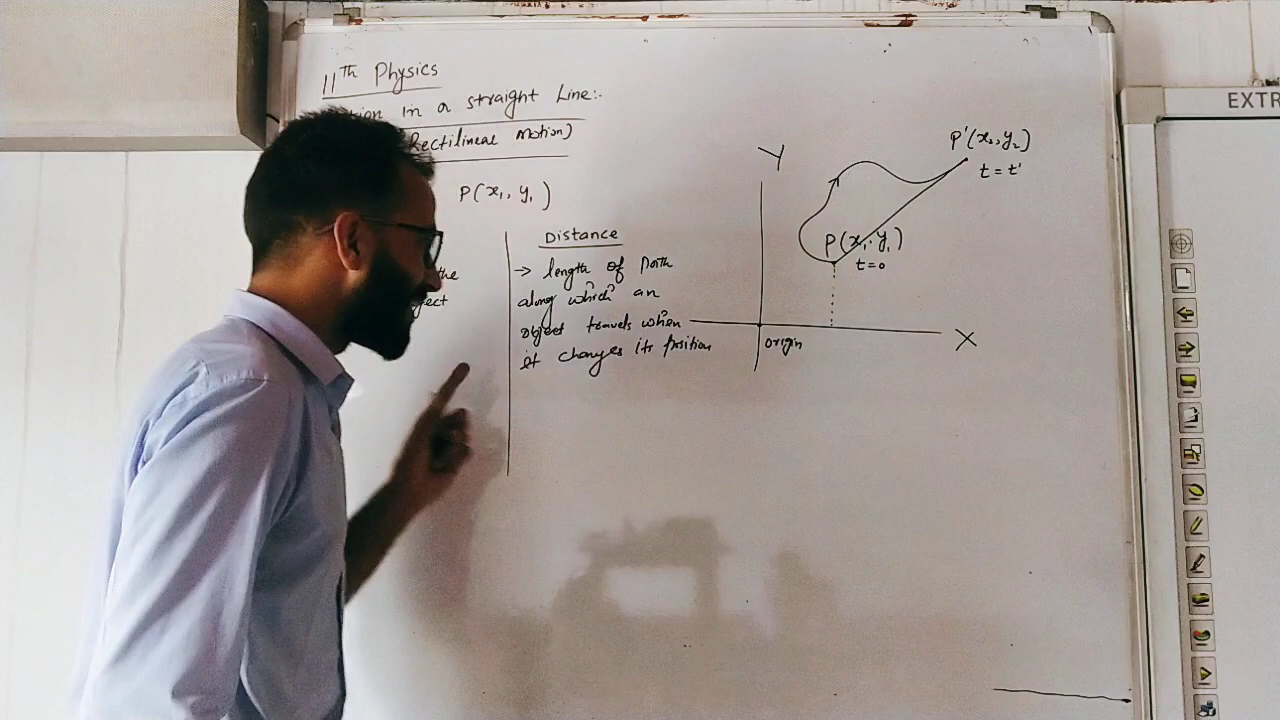 11th Physics
in a straight Line:-
Rectilinear Motion)
P(x₁, y₁)
the
Distance
→ length of Path
along which an
object travels when
it changes its position
Y
P'(x₂, y₂)
t = t'
P(x₁, y₁)
t=0
origin
X
EXTR